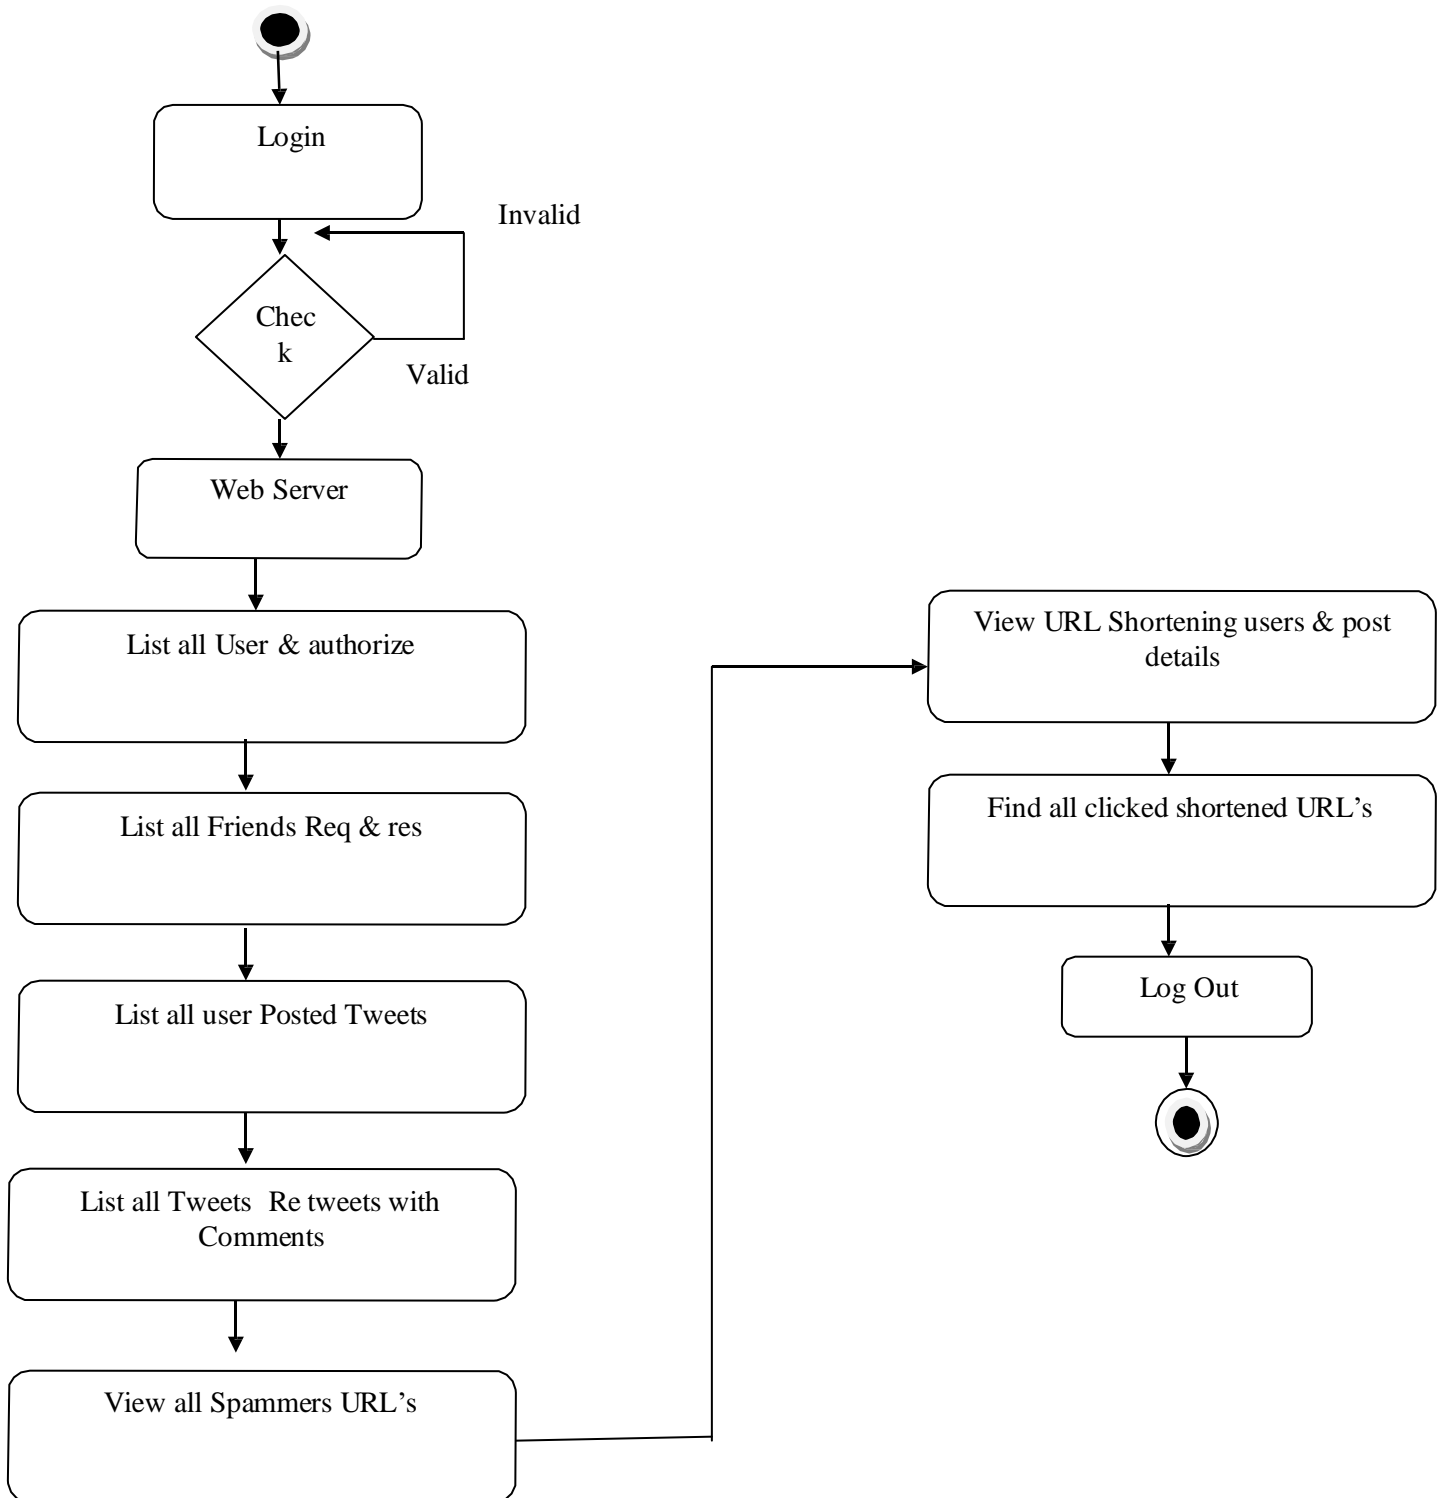 Login
Invalid
Chec
k
Valid
Web Server
List all User & authorize
List all Friends Req & res
List all user Posted Tweets
List all Tweets  Re tweets with
Comments
View all Spammers URL’s
View URL Shortening users & post
details
Find all clicked shortened URL’s
Log Out